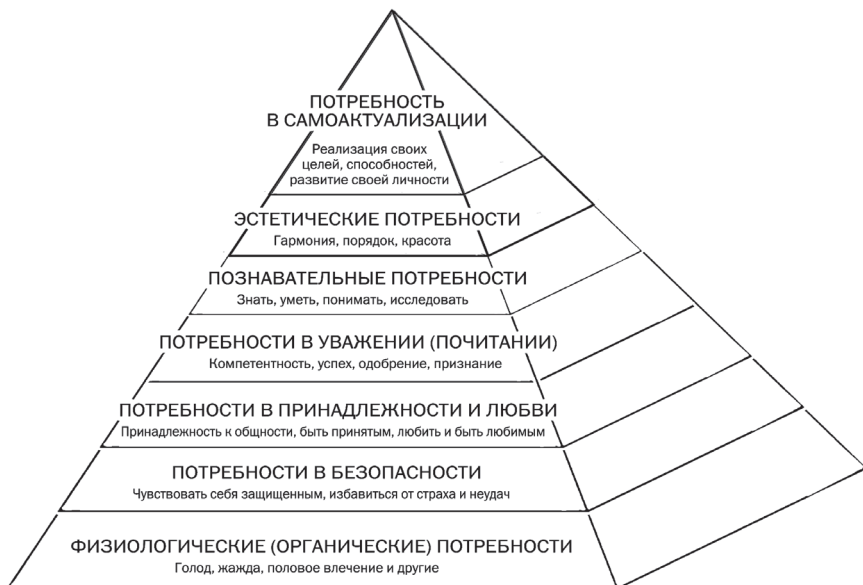 ПОТРЕБНОСТЬ
В САМОАКТУАЛИЗАЦИИ
Реализация своих
целей, способностей,
развитие своей личности
ЭСТЕТИЧЕСКИЕ ПОТРЕБНОСТИ
Гармония, порядок, красота
ПОЗНАВАТЕЛЬНЫЕ ПОТРЕБНОСТИ
Знать, уметь, понимать, исследовать
ПОТРЕБНОСТИ В УВАЖЕНИИ (ПОЧИТАНИИ)
Компетентность, успех, одобрение, признание
ПОТРЕБНОСТИ В ПРИНАДЛЕЖНОСТИ И ЛЮБВИ
Принадлежность к общности, быть принятым, любить и быть любимым
ПОТРЕБНОСТИ В БЕЗОПАСНОСТИ
Чувствовать себя защищенным, избавиться от страха и неудач
ФИЗИОЛОГИЧЕСКИЕ (ОРГАНИЧЕСКИЕ) ПОТРЕБНОСТИ
Голод, жажда, половое влечение и другие